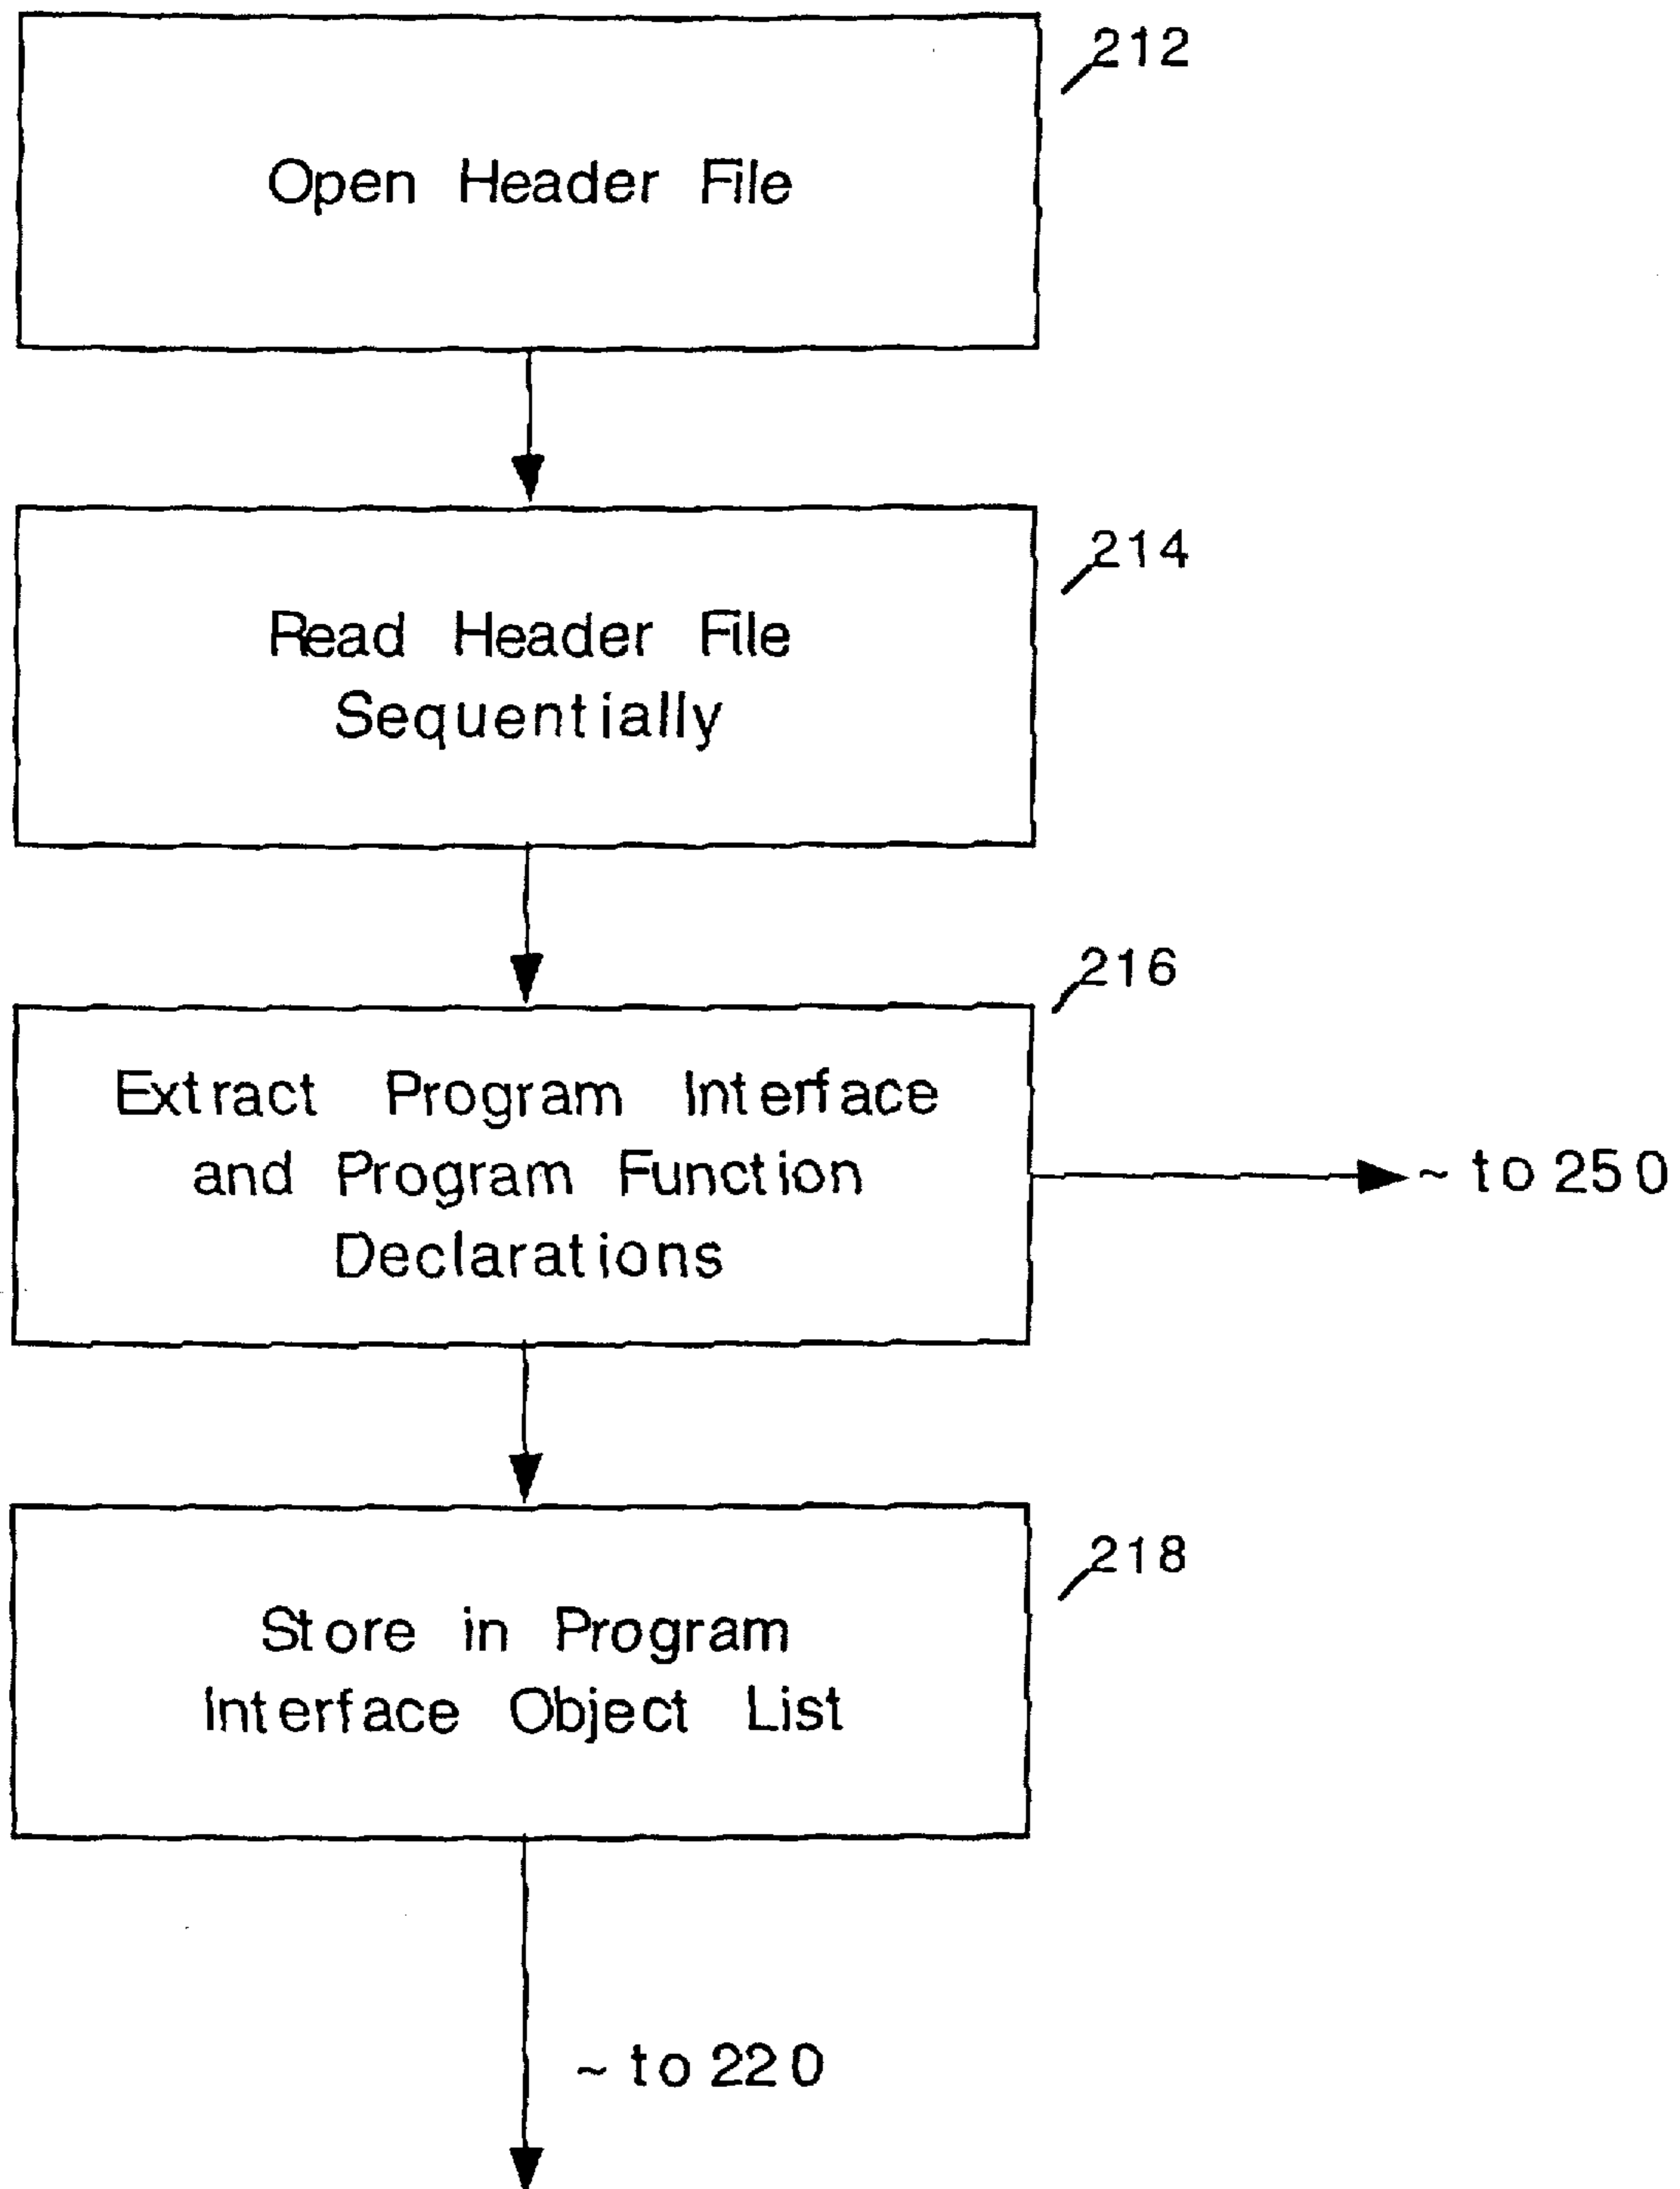 212
Open Header File
214
Read Header File
Sequentially
216
Extract Program Interface
and Program Function
Declarations
~ to 250
218
Store in Program
Interface Object List
~ to 220